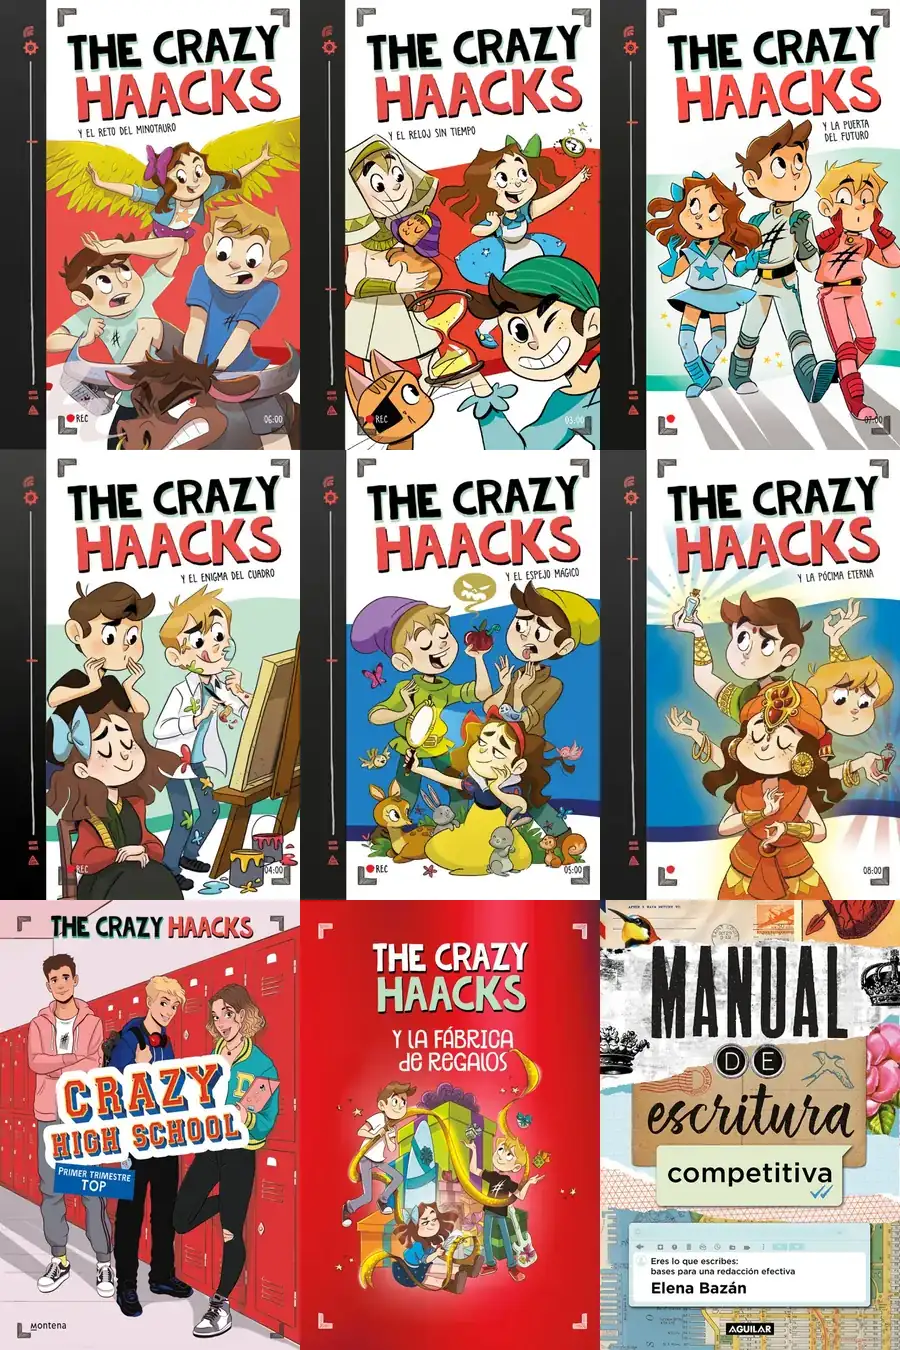 THE CRAZY
HAACKS
Y EL RETO DEL MINOTAURO
#
#
REC
06:00
THE CRAZY
HAACKS
Y EL RELOJ SIN TIEMPO
REC
03:00
THE CRAZY
HAACKS
Y LA PUERTA
DEL FUTURO
#
#
07:00
THE CRAZY
HAACKS
Y EL ENIGMA DEL CUADRO
REC
04:00
THE CRAZY
HAACKS
Y EL ESPEJO MÁGICO
REC
05:00
THE CRAZY
HAACKS
Y LA PÓCIMA ETERNA
08:00
THE CRAZY HAACKS
#
D
CRAZY
HIGH SCHOOL
PRIMER TRIMESTRE
TOP
Montena
THE CRAZY
HAACKS
Y LA FÁBRICA
de REGALOS
#
MANUAL
DE
escritura
competitiva
Eres lo que escribes:
bases para una redacción efectiva
Elena Bazán
AGUILAR